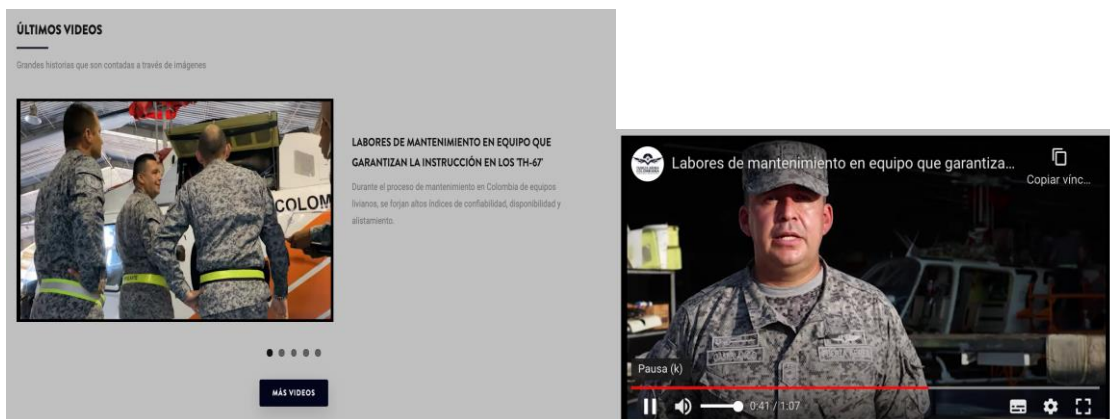 ÚLTIMOS VIDEOS
Grandes historias que son contadas a través de imágenes
COLOM
LABORES DE MANTENIMIENTO EN EQUIPO QUE
GARANTIZAN LA INSTRUCCIÓN EN LOS 'TH-67'
Durante el proceso de mantenimiento en Colombia de equipos
livianos, se forjan altos índices de confiabilidad, disponibilidad y
alistamiento.
MÁS VIDEOS
Labores de mantenimiento en equipo que garantiza...
Copiar vínc...
Pausa (k)
0:41 / 1:07